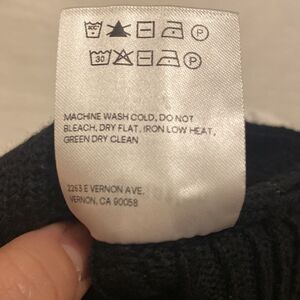 30
P
MACHINE WASH COLD, DO NOT
BLEACH, DRY FLAT, IRON LOW HEAT,
GREEN DRY CLEAN
2263 E VERNON AVE.
VERNON, CA 90058